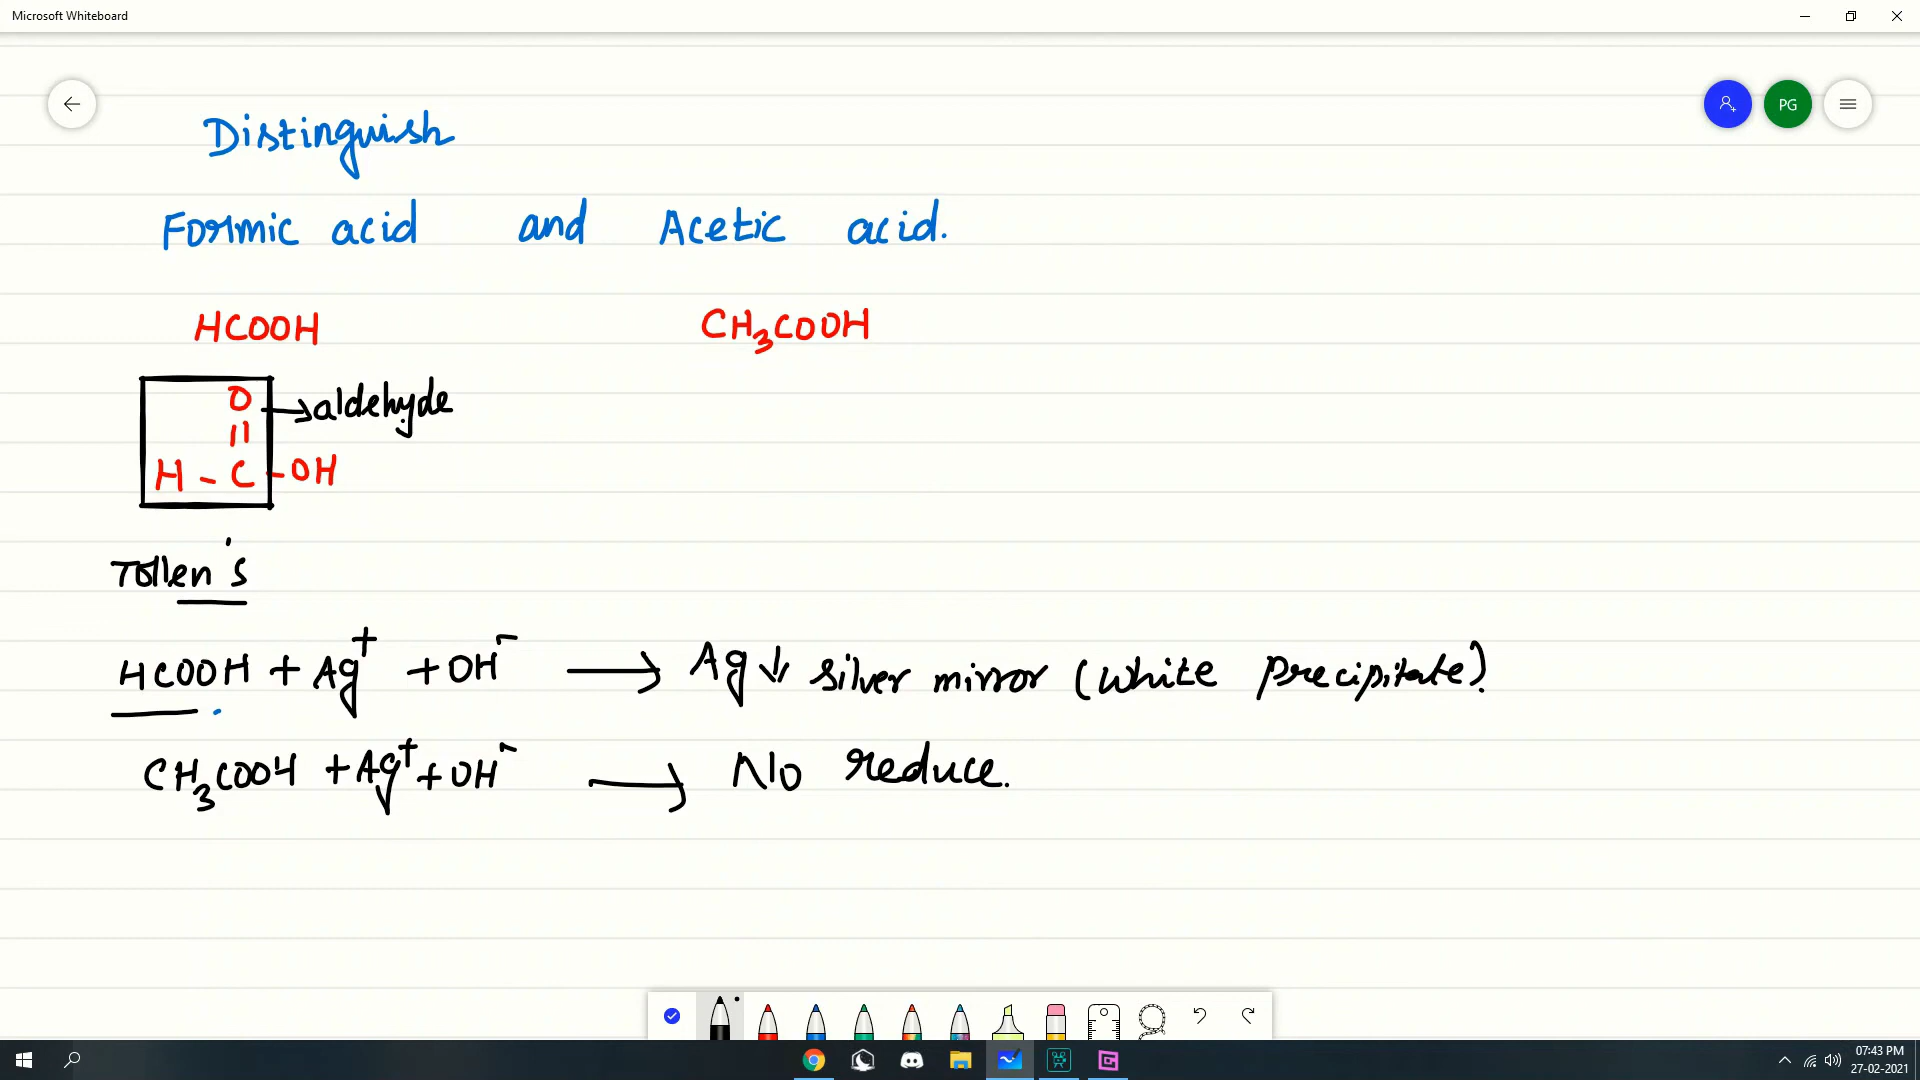 Microsoft Whiteboard
PG
Distinguish
Formic acid and Acetic acid.
HCOOH CH₃COOH
O → aldehyde
||
H - C - OH
Tollen's
HCOOH + Ag⁺ + OH⁻ → Ag↓ silver mirror (White precipitate)
CH₃COOH + Ag⁺ + OH⁻ → No reduce.
07:43 PM
27-02-2021